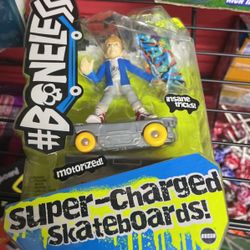 #BONELESS
insane tricks!
motorized!
super-charged
skateboards!